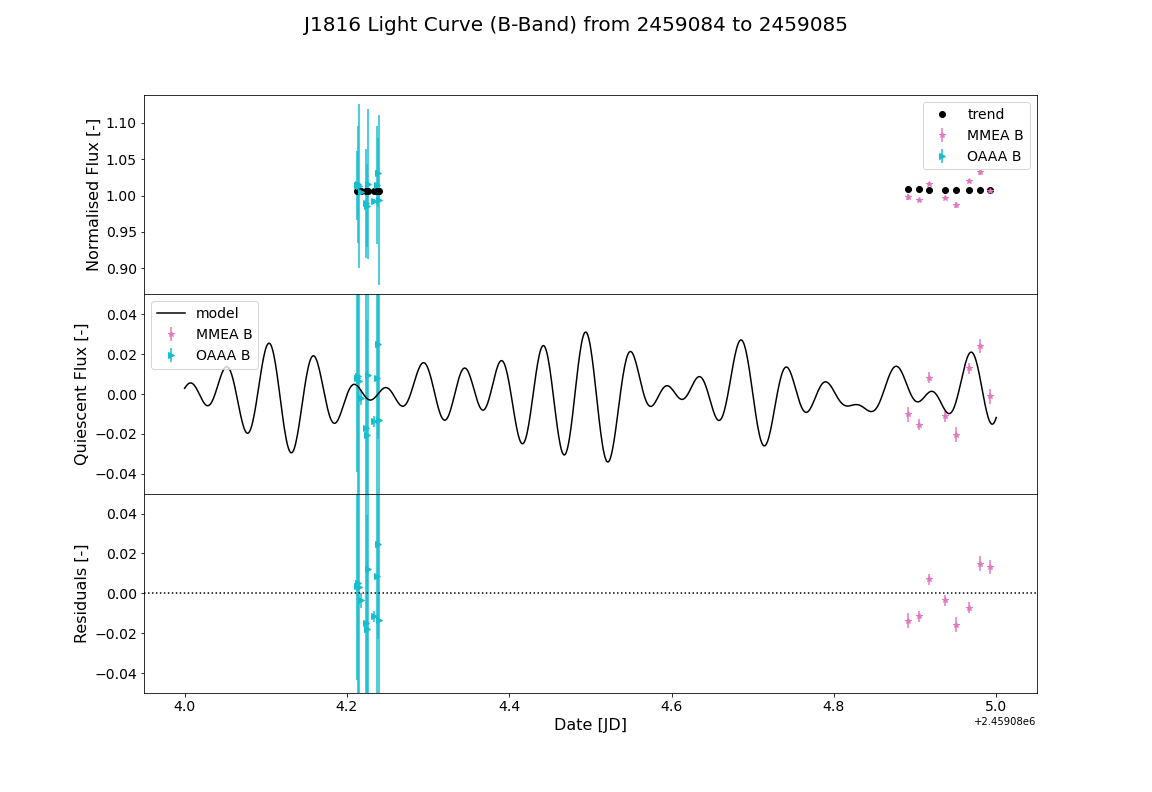 J1816 Light Curve (B-Band) from 2459084 to 2459085
Normalised Flux [-]
1.10
1.05
1.00
0.95
0.90
trend
MMEA B
OAAA B
Quiescent Flux [-]
0.04
0.02
0.00
−0.02
−0.04
model
MMEA B
OAAA B
Residuals [-]
0.04
0.02
0.00
−0.02
−0.04
4.0 4.2 4.4 4.6 4.8 5.0
Date [JD]
+2.45908e6